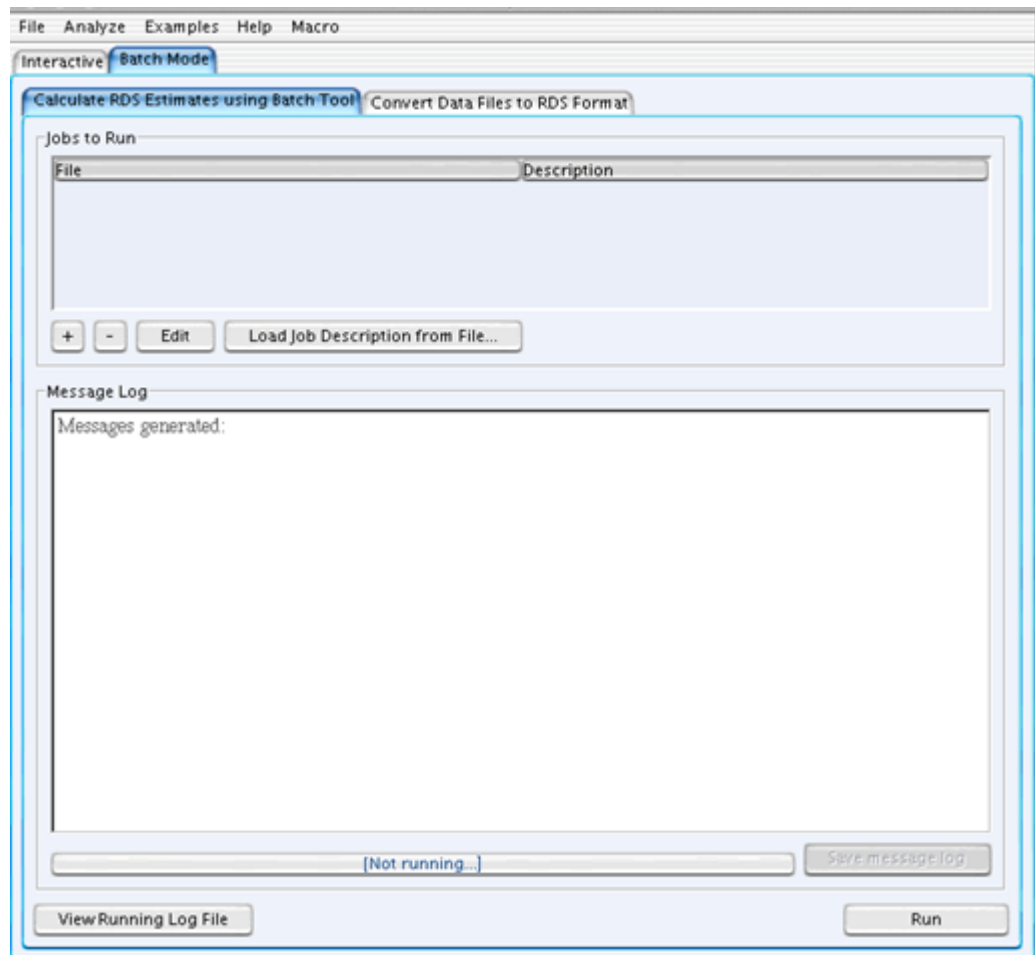 File Analyze Examples Help Macro
Interactive Batch Mode
Calculate RDS Estimates using Batch Tool Convert Data Files to RDS Format
Jobs to Run
File Description
+ - Edit Load Job Description from File...
Message Log
Messages generated:
[Not running...] Save message log
View Running Log File Run